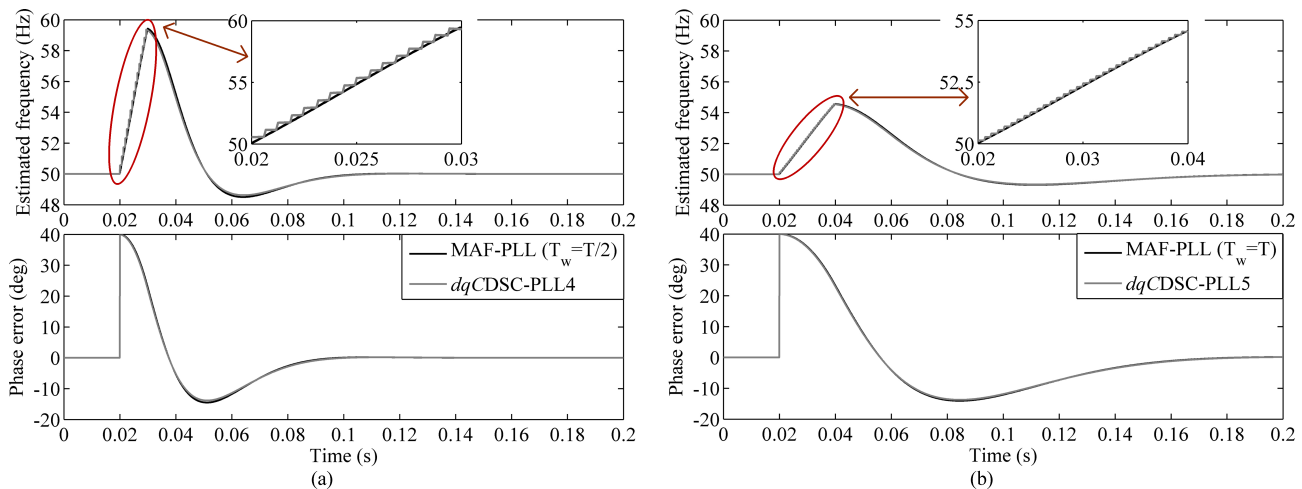 Estimated frequency (Hz)
60
58
56
54
52
50
48
0 0.02 0.04 0.06 0.08 0.1 0.12 0.14 0.16 0.18 0.2
60
55
50
0.02 0.025 0.03
Phase error (deg)
40
30
20
10
0
-10
-20
MAF-PLL (T_w=T/2)
dqCDSC-PLL4
0 0.02 0.04 0.06 0.08 0.1 0.12 0.14 0.16 0.18 0.2
Time (s)
(a)
Estimated frequency (Hz)
60
58
56
54
52
50
48
0 0.02 0.04 0.06 0.08 0.1 0.12 0.14 0.16 0.18 0.2
55
52.5
50
0.02 0.03 0.04
Phase error (deg)
40
30
20
10
0
-10
-20
MAF-PLL (T_w=T)
dqCDSC-PLL5
0 0.02 0.04 0.06 0.08 0.1 0.12 0.14 0.16 0.18 0.2
Time (s)
(b)